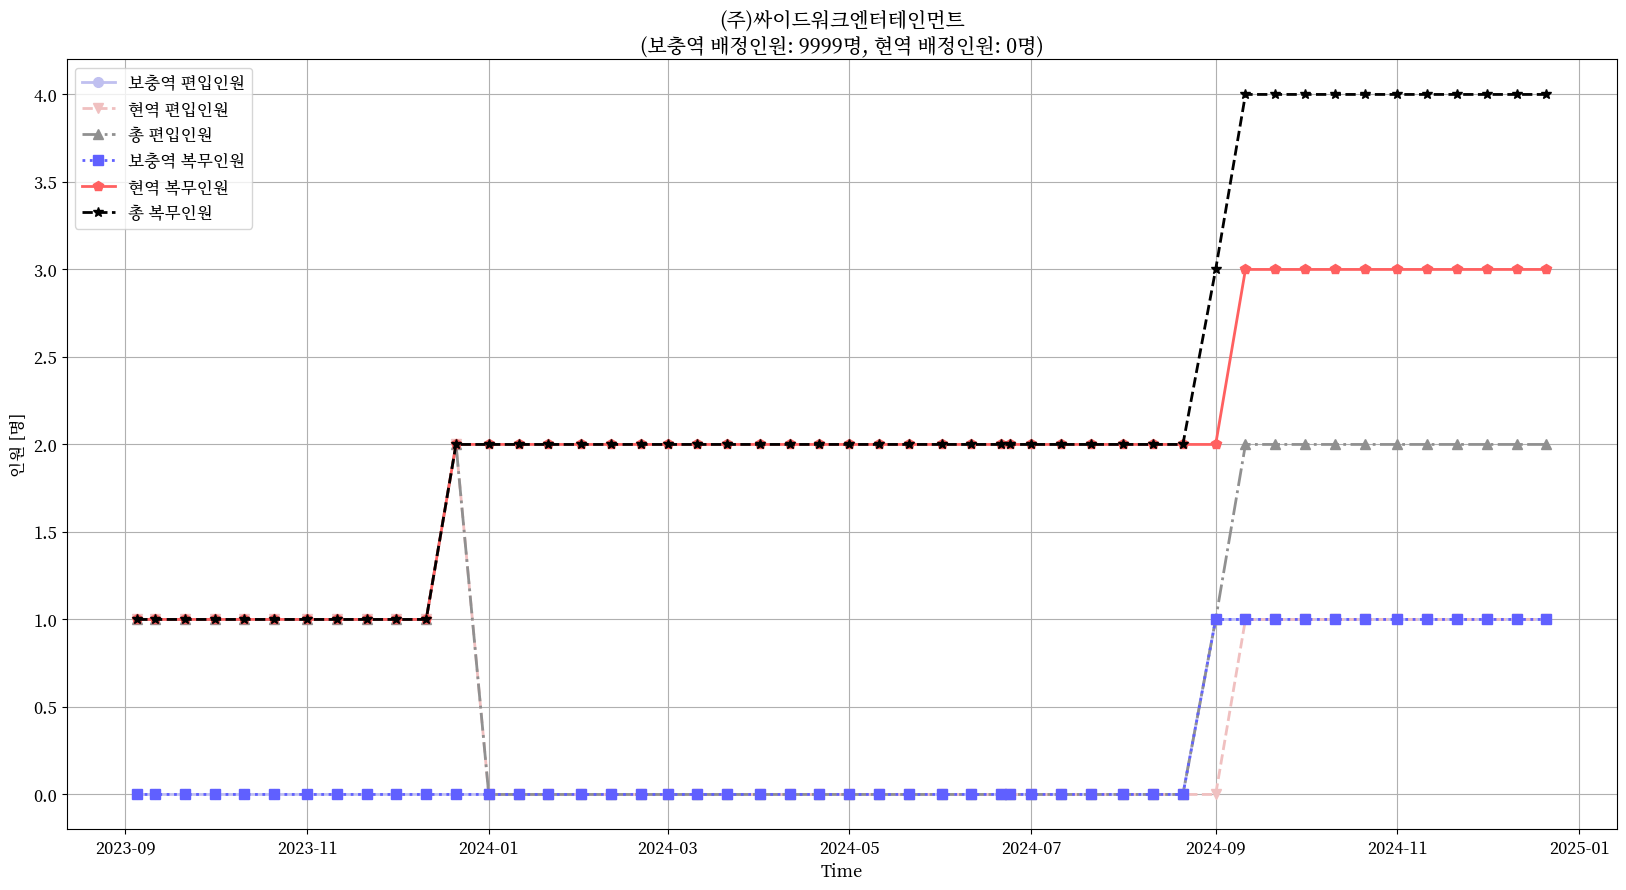 (주)싸이드워크엔터테인먼트
(보충역 배정인원: 9999명, 현역 배정인원: 0명)
보충역 편입인원
현역 편입인원
총 편입인원
보충역 복무인원
현역 복무인원
총 복무인원
4.0
3.5
3.0
2.5
2.0
1.5
1.0
0.5
0.0
인원 [명]
2023-09
2023-11
2024-01
2024-03
2024-05
2024-07
2024-09
2024-11
2025-01
Time